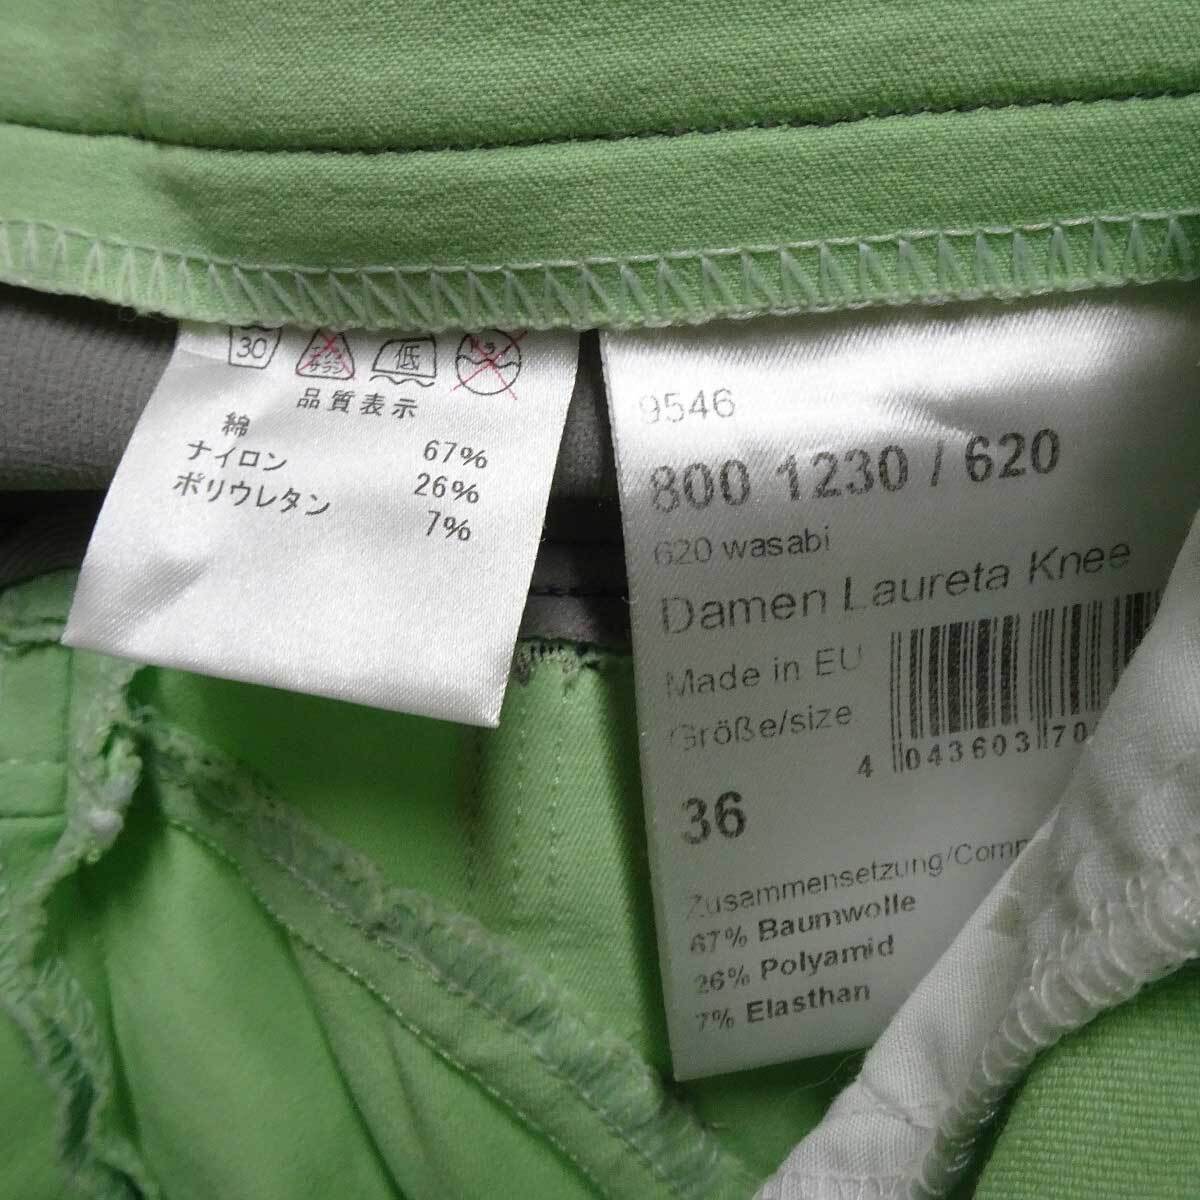 30 低
品質表示
綿 67%
ナイロン 26%
ポリウレタン 7%
9546
800 1230 / 620
620 wasabi
Damen Laureta Knee
Made in EU
Größe/size
4 043603 70
36
Zusammensetzung/Comp
67% Baumwolle
26% Polyamid
7% Elasthan